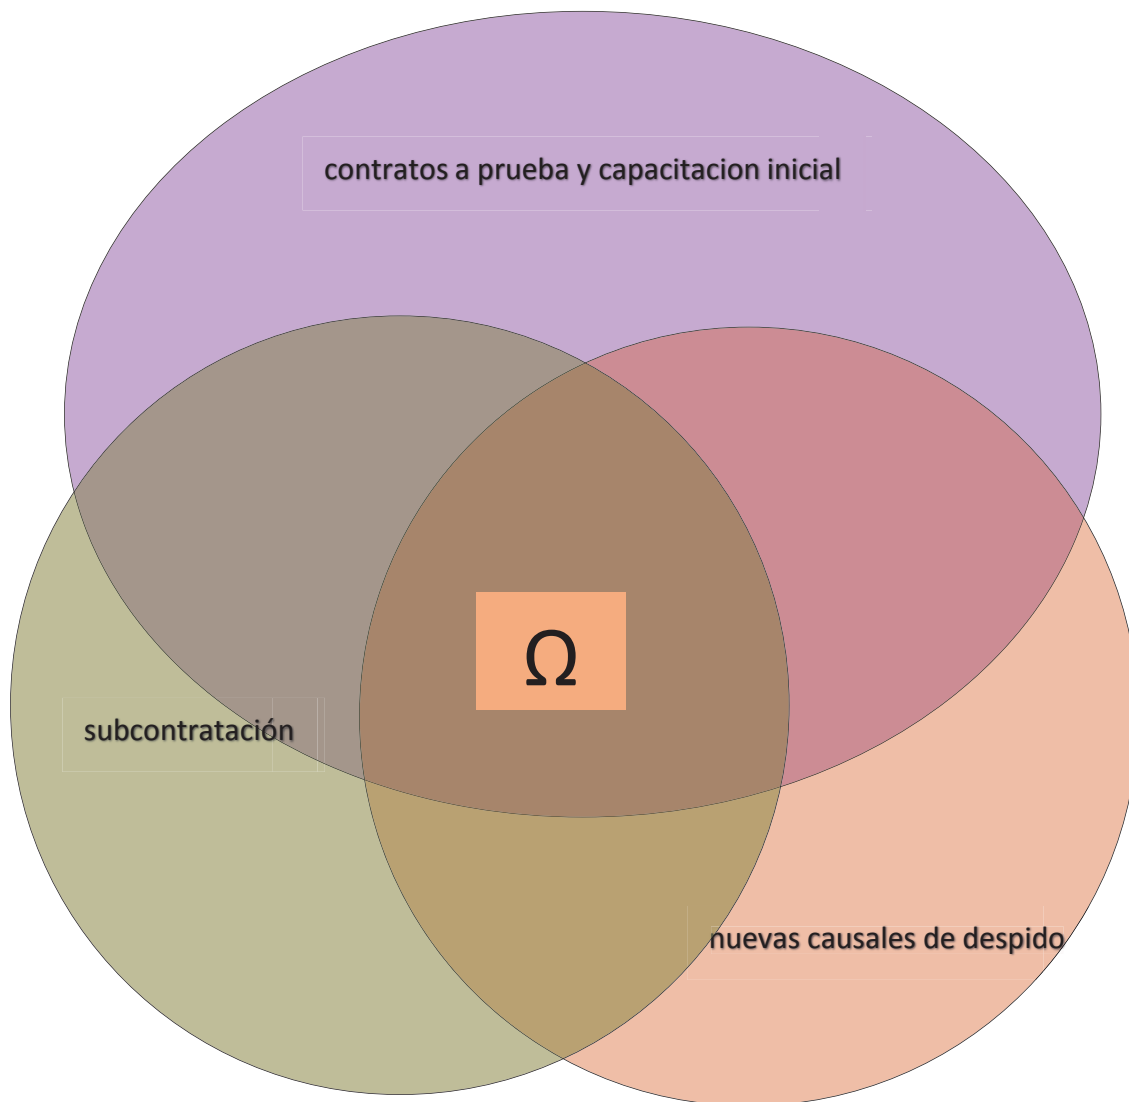 contratos a prueba y capacitacion inicial
Ω
subcontratación
nuevas causales de despido